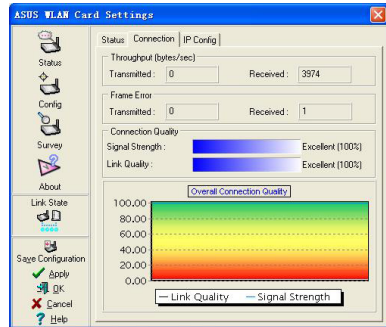 ASUS WLAN Card Settings
Status
Config
Survey
About
Link State
Save Configuration
Apply
OK
Cancel
Help
Status Connection IP Config
Throughput (bytes/sec)
Transmitted : 0 Received : 3974
Frame Error
Transmitted : 0 Received : 1
Connection Quality
Signal Strength : Excellent (100%)
Link Quality : Excellent (100%)
Overall Connection Quality
100.00
80.00
60.00
40.00
20.00
0.00
Link Quality Signal Strength